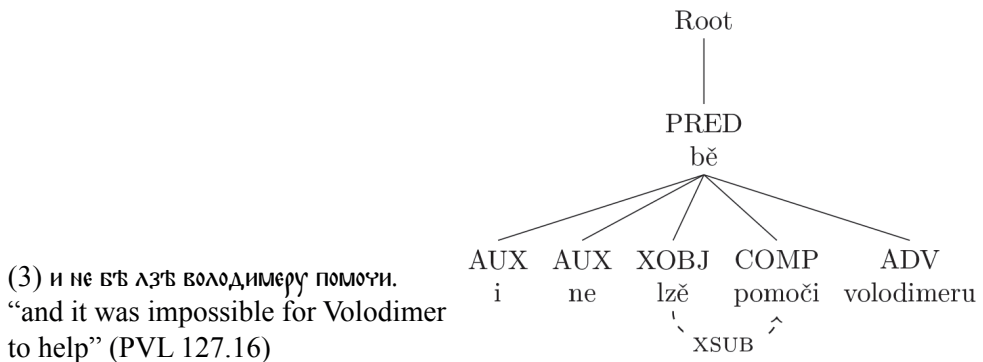 Root
PRED
bě
AUX AUX XOBJ COMP ADV
i ne lzě pomoči volodimeru
XSUB
(3) и не бѣ лзѣ володимеру помочи.
“and it was impossible for Volodimer
to help” (PVL 127.16)